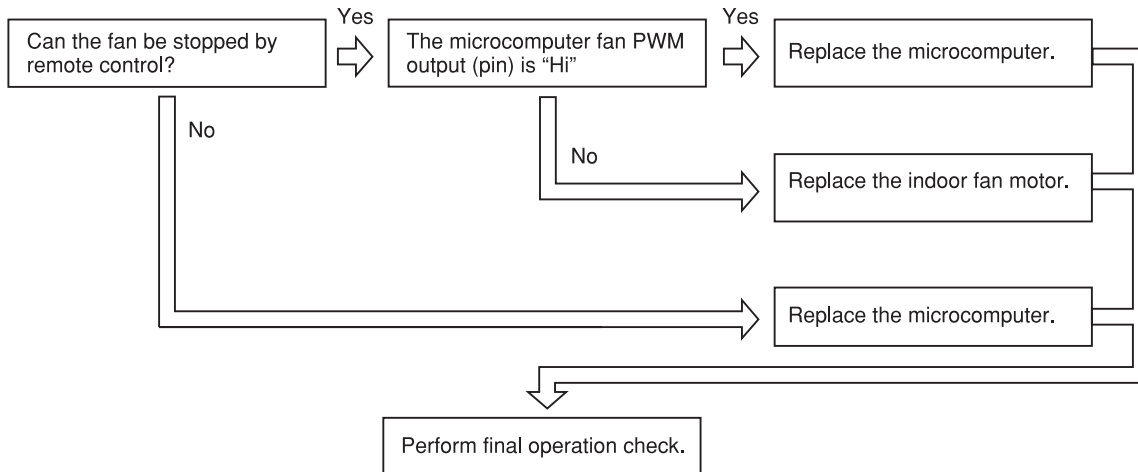 Yes
Yes
Can the fan be stopped by
remote control?
The microcomputer fan PWM
output (pin) is “Hi”
Replace the microcomputer.
No
No
Replace the indoor fan motor.
Replace the microcomputer.
Perform final operation check.